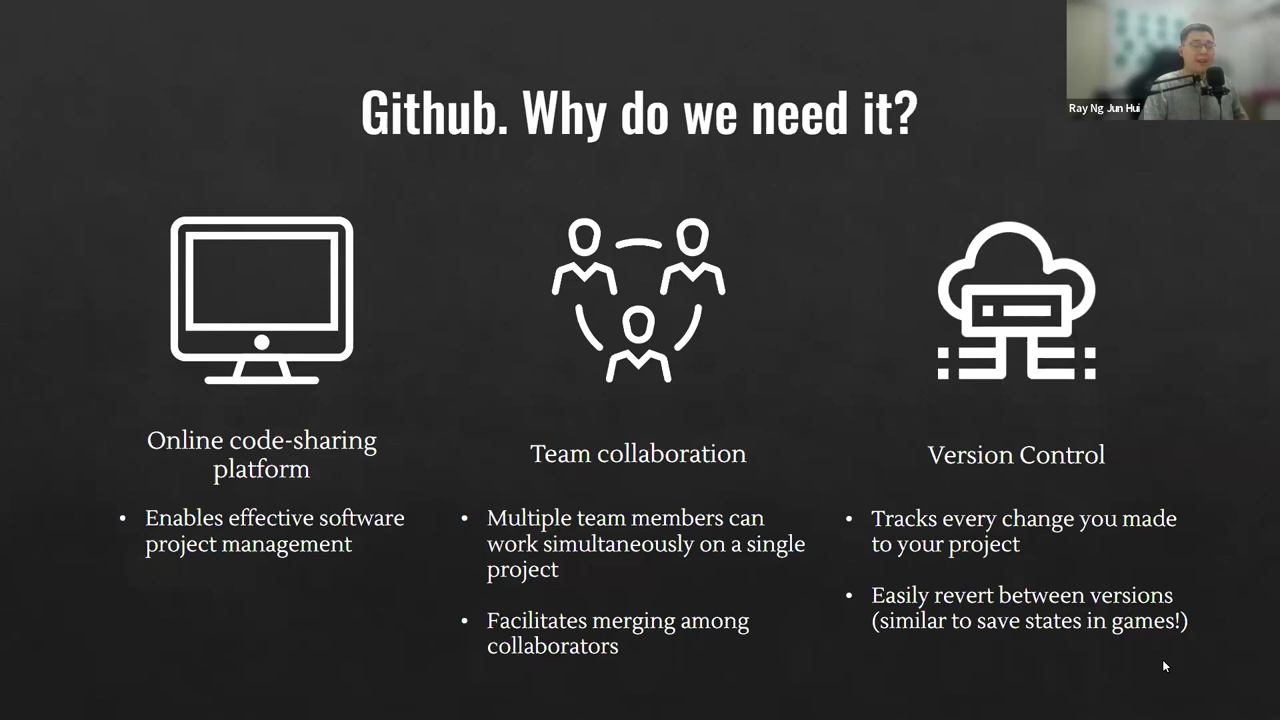 Ray Ng Jun Hui
Github. Why do we need it?
Online code-sharing
platform
• Enables effective software
project management
Team collaboration
• Multiple team members can
work simultaneously on a single
project
• Facilitates merging among
collaborators
Version Control
• Tracks every change you made
to your project
• Easily revert between versions
(similar to save states in games!)